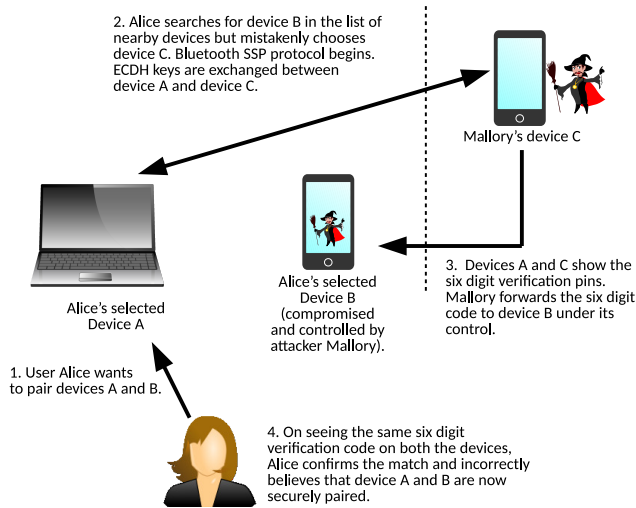 2. Alice searches for device B in the list of
nearby devices but mistakenly chooses
device C. Bluetooth SSP protocol begins.
ECDH keys are exchanged between
device A and device C.
Mallory's device C
Alice's selected
Device A
Alice's selected
Device B
(compromised
and controlled by
attacker Mallory).
3. Devices A and C show the
six digit verification pins.
Mallory forwards the six digit
code to device B under its
control.
1. User Alice wants
to pair devices A and B.
4. On seeing the same six digit
verification code on both the devices,
Alice confirms the match and incorrectly
believes that device A and B are now
securely paired.